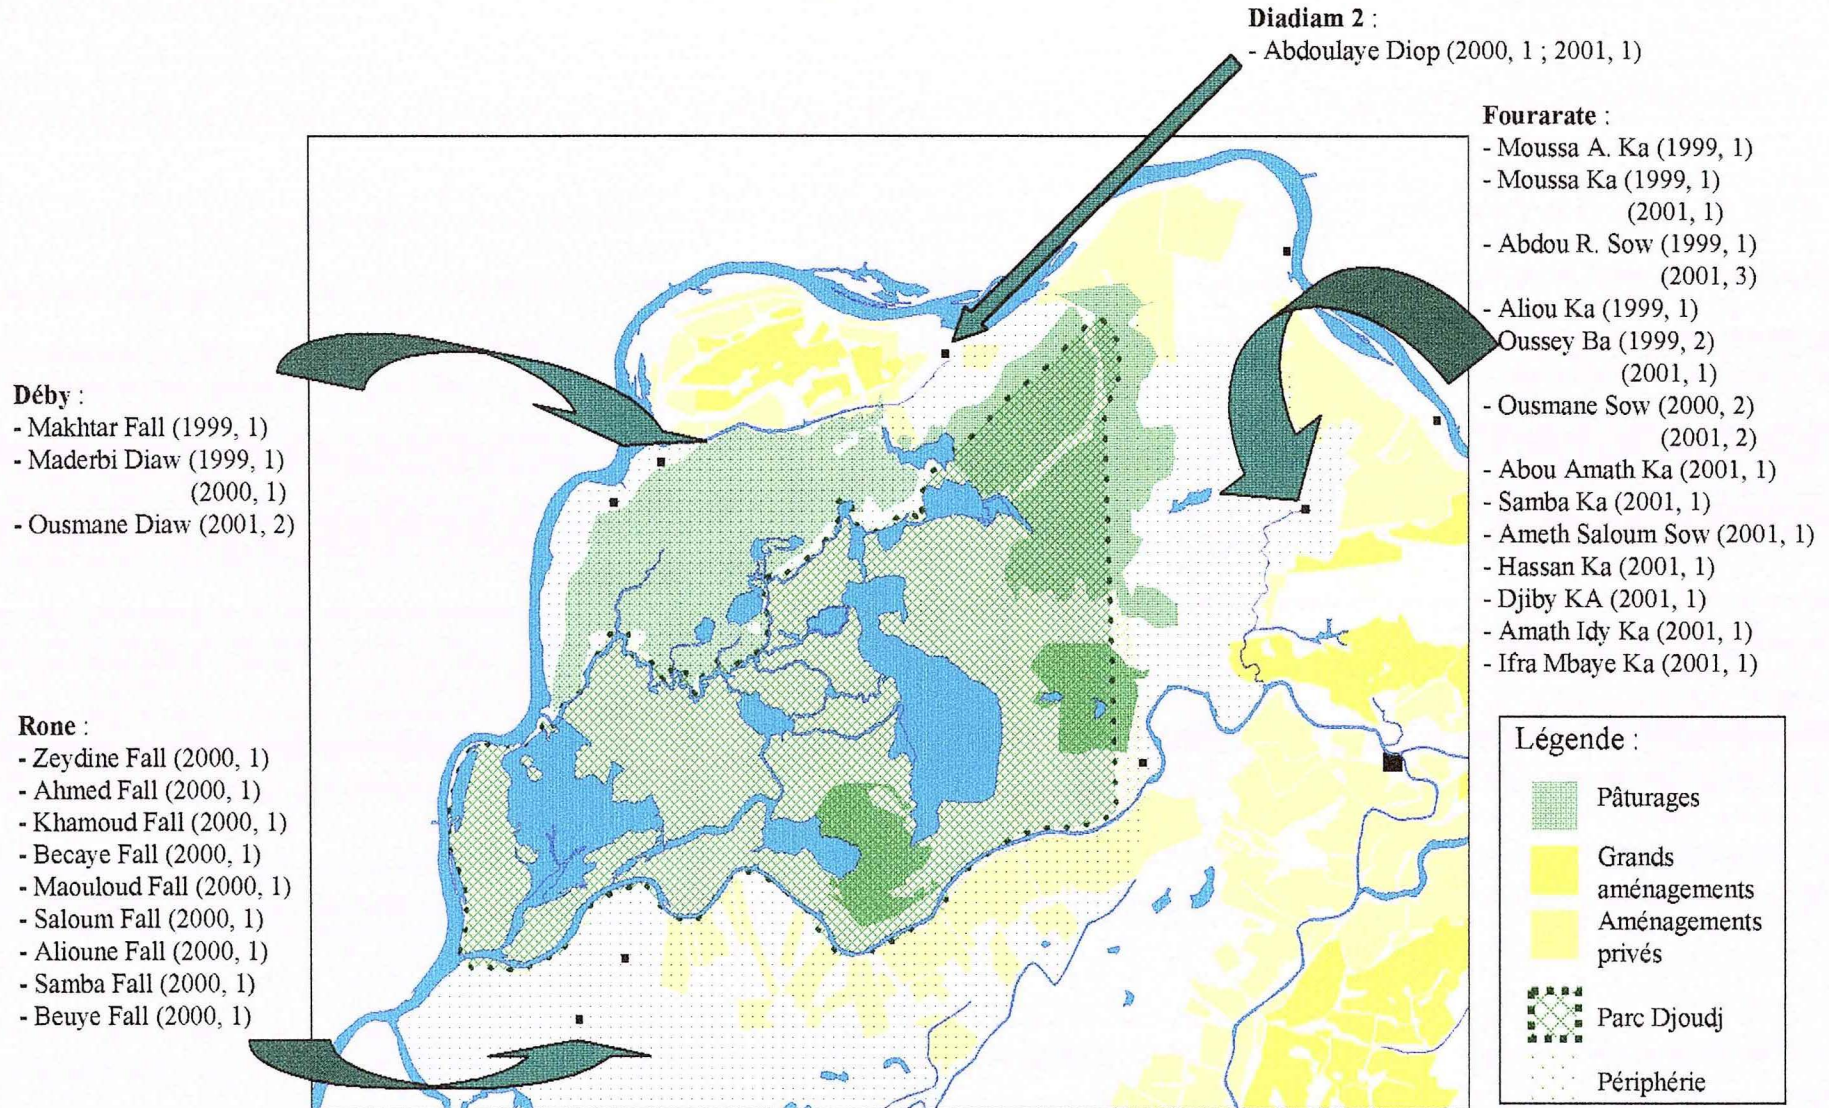 Diadiam 2 :
- Abdoulaye Diop (2000, 1 ; 2001, 1)
Fourarate :
- Moussa A. Ka (1999, 1)
- Moussa Ka (1999, 1)
(2001, 1)
- Abdou R. Sow (1999, 1)
(2001, 3)
- Aliou Ka (1999, 1)
Oussey Ba (1999, 2)
(2001, 1)
- Ousmane Sow (2000, 2)
(2001, 2)
- Abou Amath Ka (2001, 1)
- Samba Ka (2001, 1)
- Ameth Saloum Sow (2001, 1)
- Hassan Ka (2001, 1)
- Djiby KA (2001, 1)
- Amath Idy Ka (2001, 1)
- Ifra Mbaye Ka (2001, 1)
Déby :
- Makhtar Fall (1999, 1)
- Maderbi Diaw (1999, 1)
(2000, 1)
- Ousmane Diaw (2001, 2)
Rone :
- Zeydine Fall (2000, 1)
- Ahmed Fall (2000, 1)
- Khamoud Fall (2000, 1)
- Becaye Fall (2000, 1)
- Maouloud Fall (2000, 1)
- Saloum Fall (2000, 1)
- Alioune Fall (2000, 1)
- Samba Fall (2000, 1)
- Beuye Fall (2000, 1)
Légende :
Pâturages
Grands
aménagements
Aménagements
privés
Parc Djoudj
Périphérie